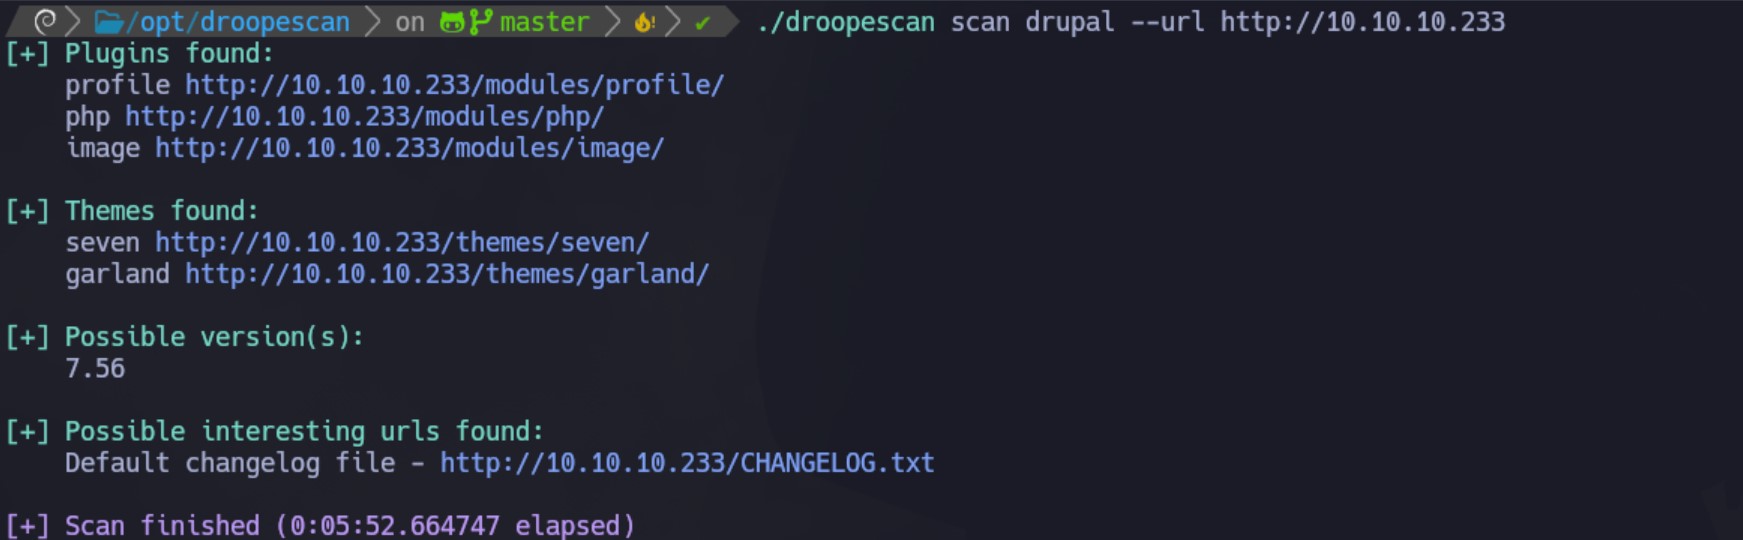 /opt/droopescan on master ✔ ./droopescan scan drupal --url http://10.10.10.233
[+] Plugins found:
profile http://10.10.10.233/modules/profile/
php http://10.10.10.233/modules/php/
image http://10.10.10.233/modules/image/
[+] Themes found:
seven http://10.10.10.233/themes/seven/
garland http://10.10.10.233/themes/garland/
[+] Possible version(s):
7.56
[+] Possible interesting urls found:
Default changelog file - http://10.10.10.233/CHANGELOG.txt
[+] Scan finished (0:05:52.664747 elapsed)